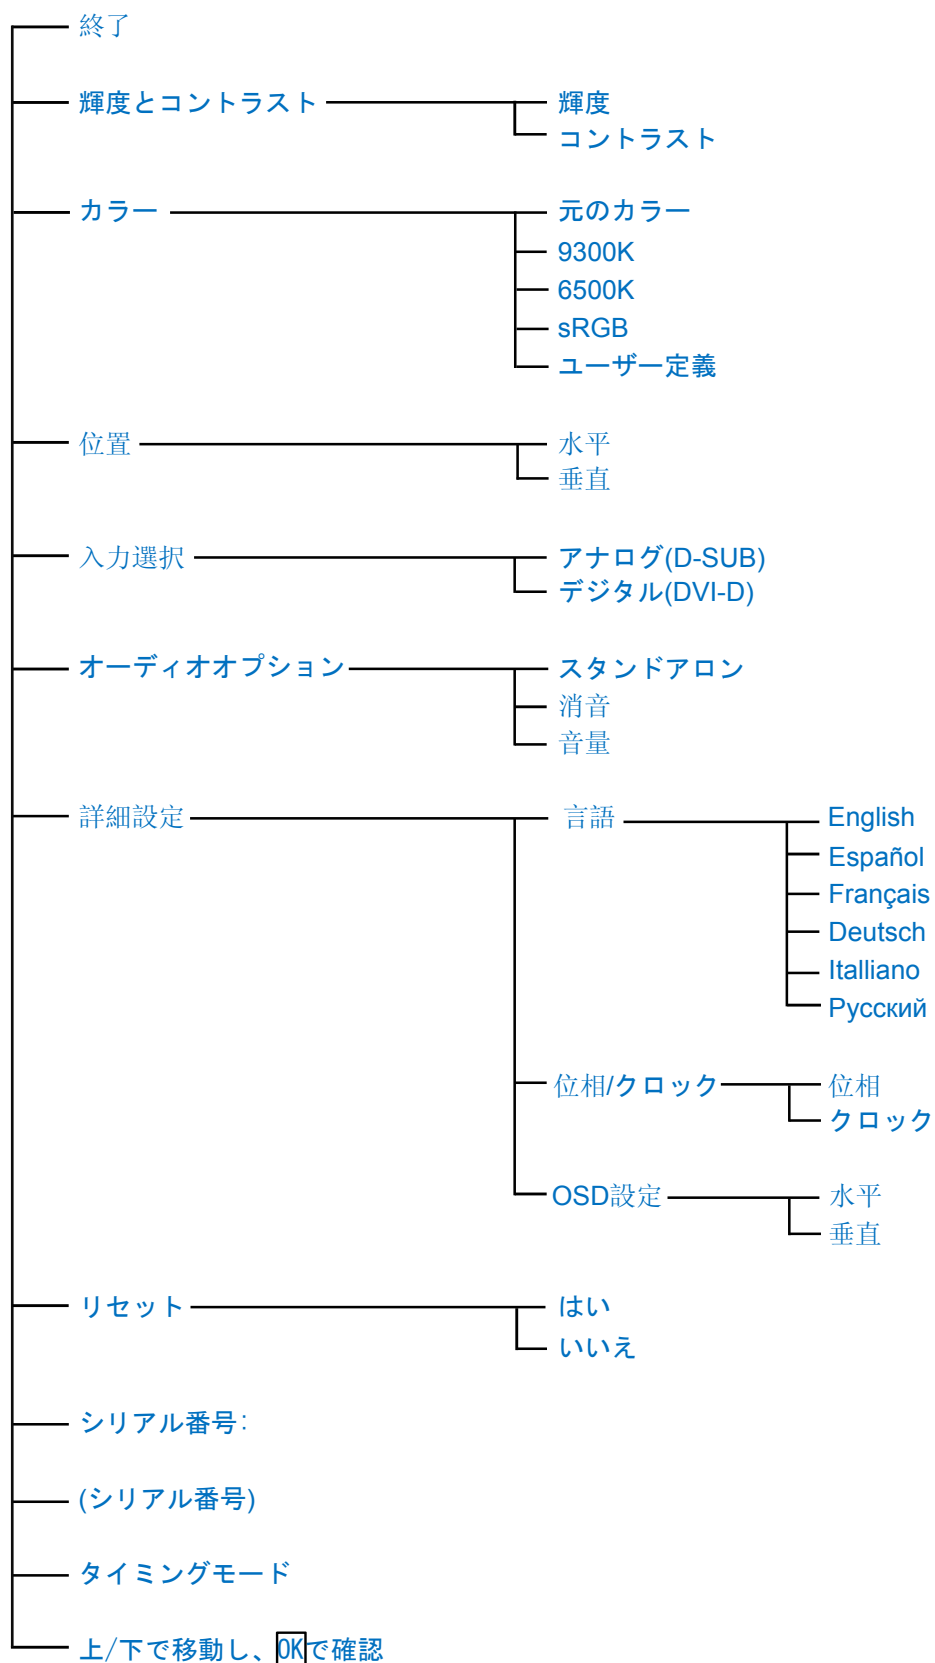 終了
輝度とコントラスト 輝度
コントラスト
カラー 元のカラー
9300K
6500K
sRGB
ユーザー定義
位置 水平
垂直
入力選択 アナログ(D-SUB)
デジタル(DVI-D)
オーディオオプション スタンドアロン
消音
音量
詳細設定 言語 English
Español
Français
Deutsch
Italliano
Русский
位相/クロック 位相
クロック
OSD設定 水平
垂直
リセット はい
いいえ
シリアル番号:
(シリアル番号)
タイミングモード
上/下で移動し、OKで確認